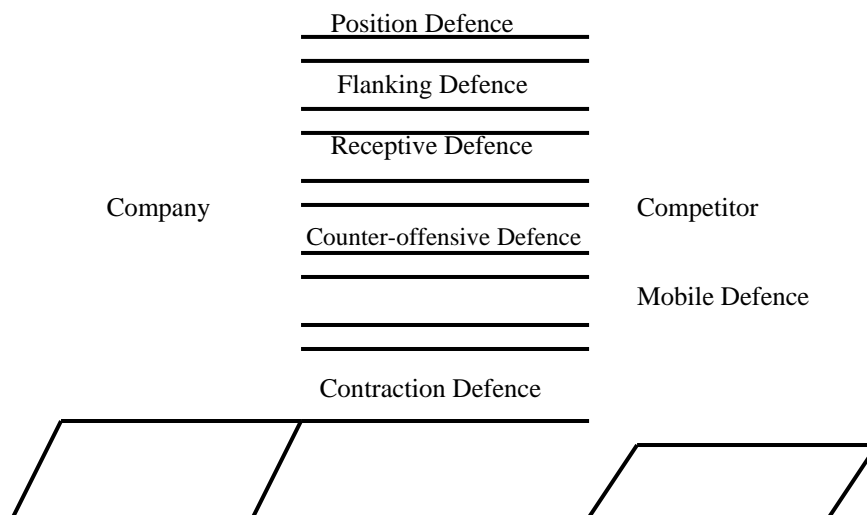 Position Defence
Flanking Defence
Receptive Defence
Company
Competitor
Counter-offensive Defence
Mobile Defence
Contraction Defence